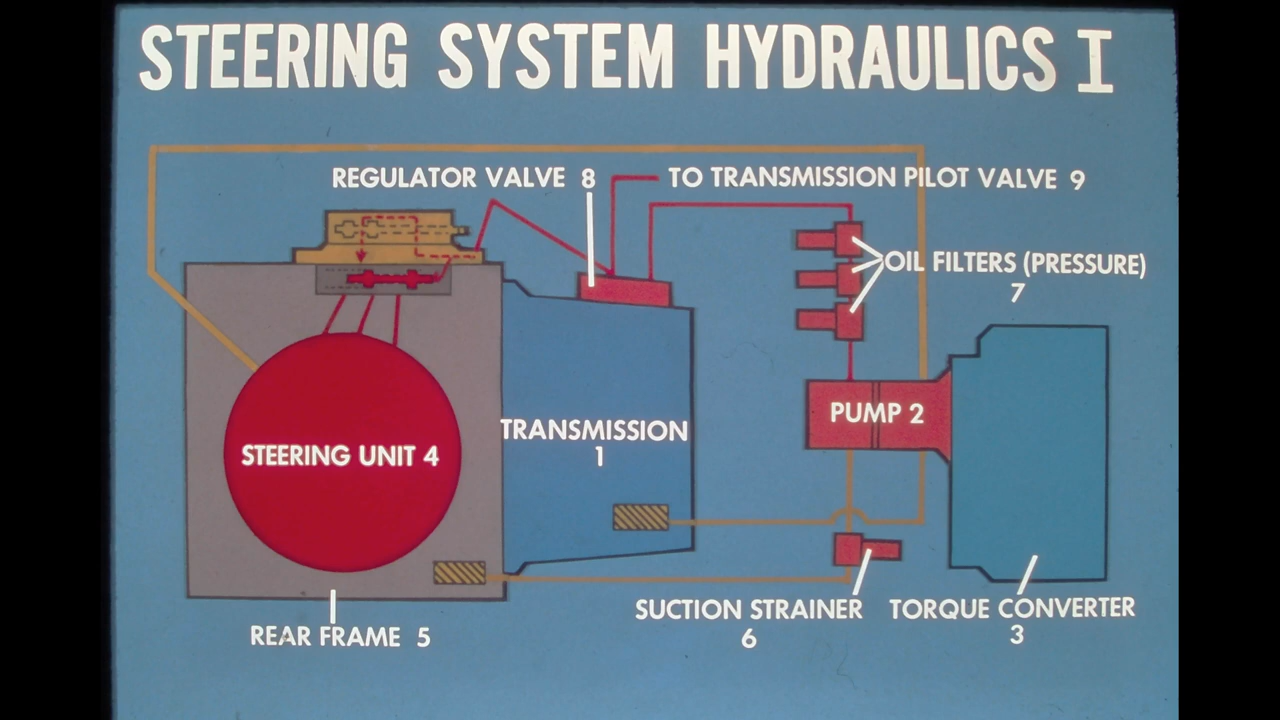 STEERING SYSTEM HYDRAULICS I
REGULATOR VALVE 8
TO TRANSMISSION PILOT VALVE 9
OIL FILTERS (PRESSURE)
7
PUMP 2
TRANSMISSION
1
STEERING UNIT 4
SUCTION STRAINER
6
TORQUE CONVERTER
3
REAR FRAME 5